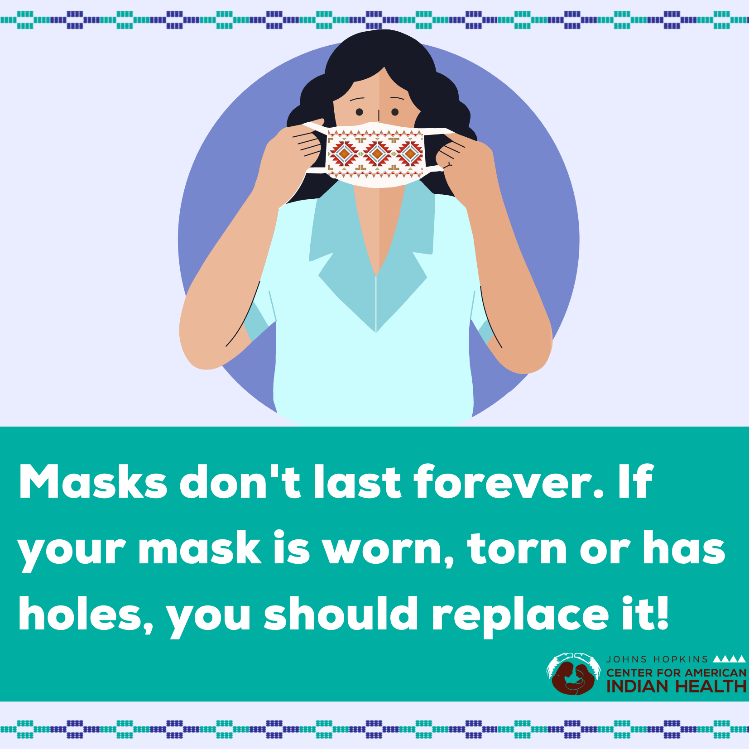 Masks don't last forever. If
your mask is worn, torn or has
holes, you should replace it!
JOHNS HOPKINS
CENTER FOR AMERICAN
INDIAN HEALTH